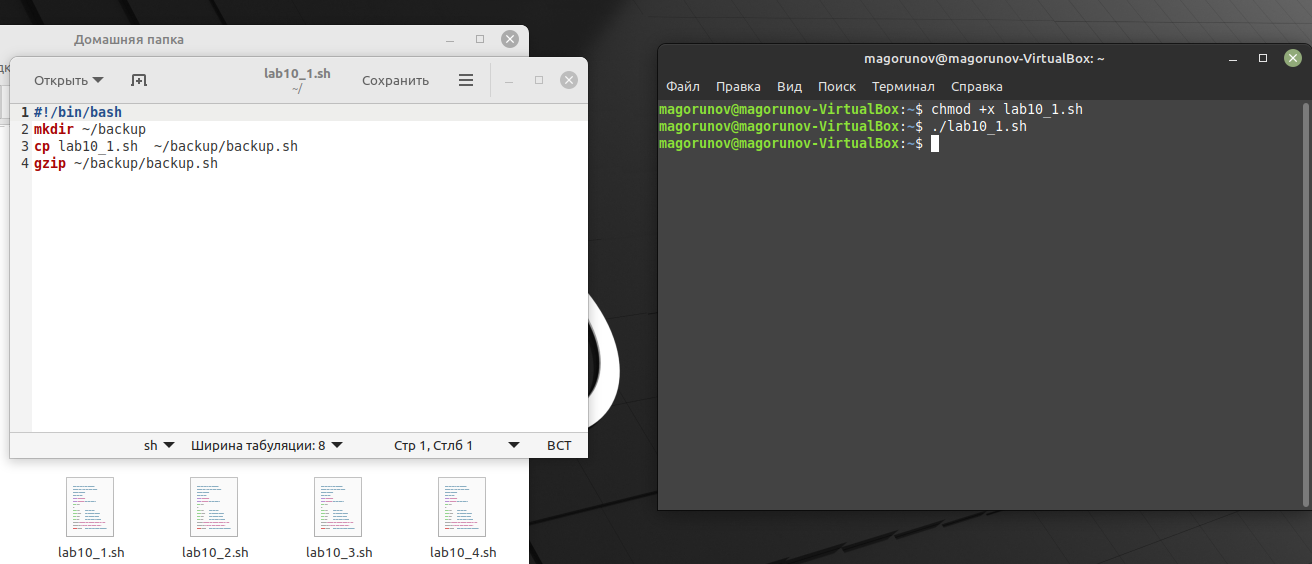 Домашняя папка
Открыть
lab10_1.sh
~/
Сохранить
1 #!/bin/bash
2 mkdir ~/backup
3 cp lab10_1.sh  ~/backup/backup.sh
4 gzip ~/backup/backup.sh
sh
Ширина табуляции: 8
Стр 1, Стлб 1
ВСТ
lab10_1.sh
lab10_2.sh
lab10_3.sh
lab10_4.sh
magorunov@magorunov-VirtualBox: ~
Файл Правка Вид Поиск Терминал Справка
magorunov@magorunov-VirtualBox:~$ chmod +x lab10_1.sh
magorunov@magorunov-VirtualBox:~$ ./lab10_1.sh
magorunov@magorunov-VirtualBox:~$